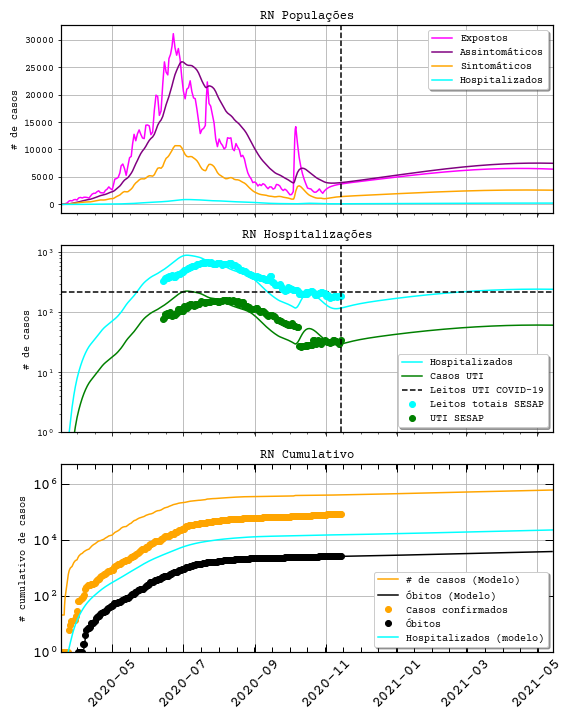 RN Populações
30000
25000
20000
15000
10000
5000
0
# de casos
Expostos
Assintomáticos
Sintomáticos
Hospitalizados
RN Hospitalizações
10³
10²
10¹
10⁰
# de casos
Hospitalizados
Casos UTI
Leitos UTI COVID-19
Leitos totais SESAP
UTI SESAP
RN Cumulativo
10⁶
10⁴
10²
10⁰
# cumulativo de casos
# de casos (Modelo)
Óbitos (Modelo)
Casos confirmados
Óbitos
Hospitalizados (modelo)
2020-05
2020-07
2020-09
2020-11
2021-01
2021-03
2021-05